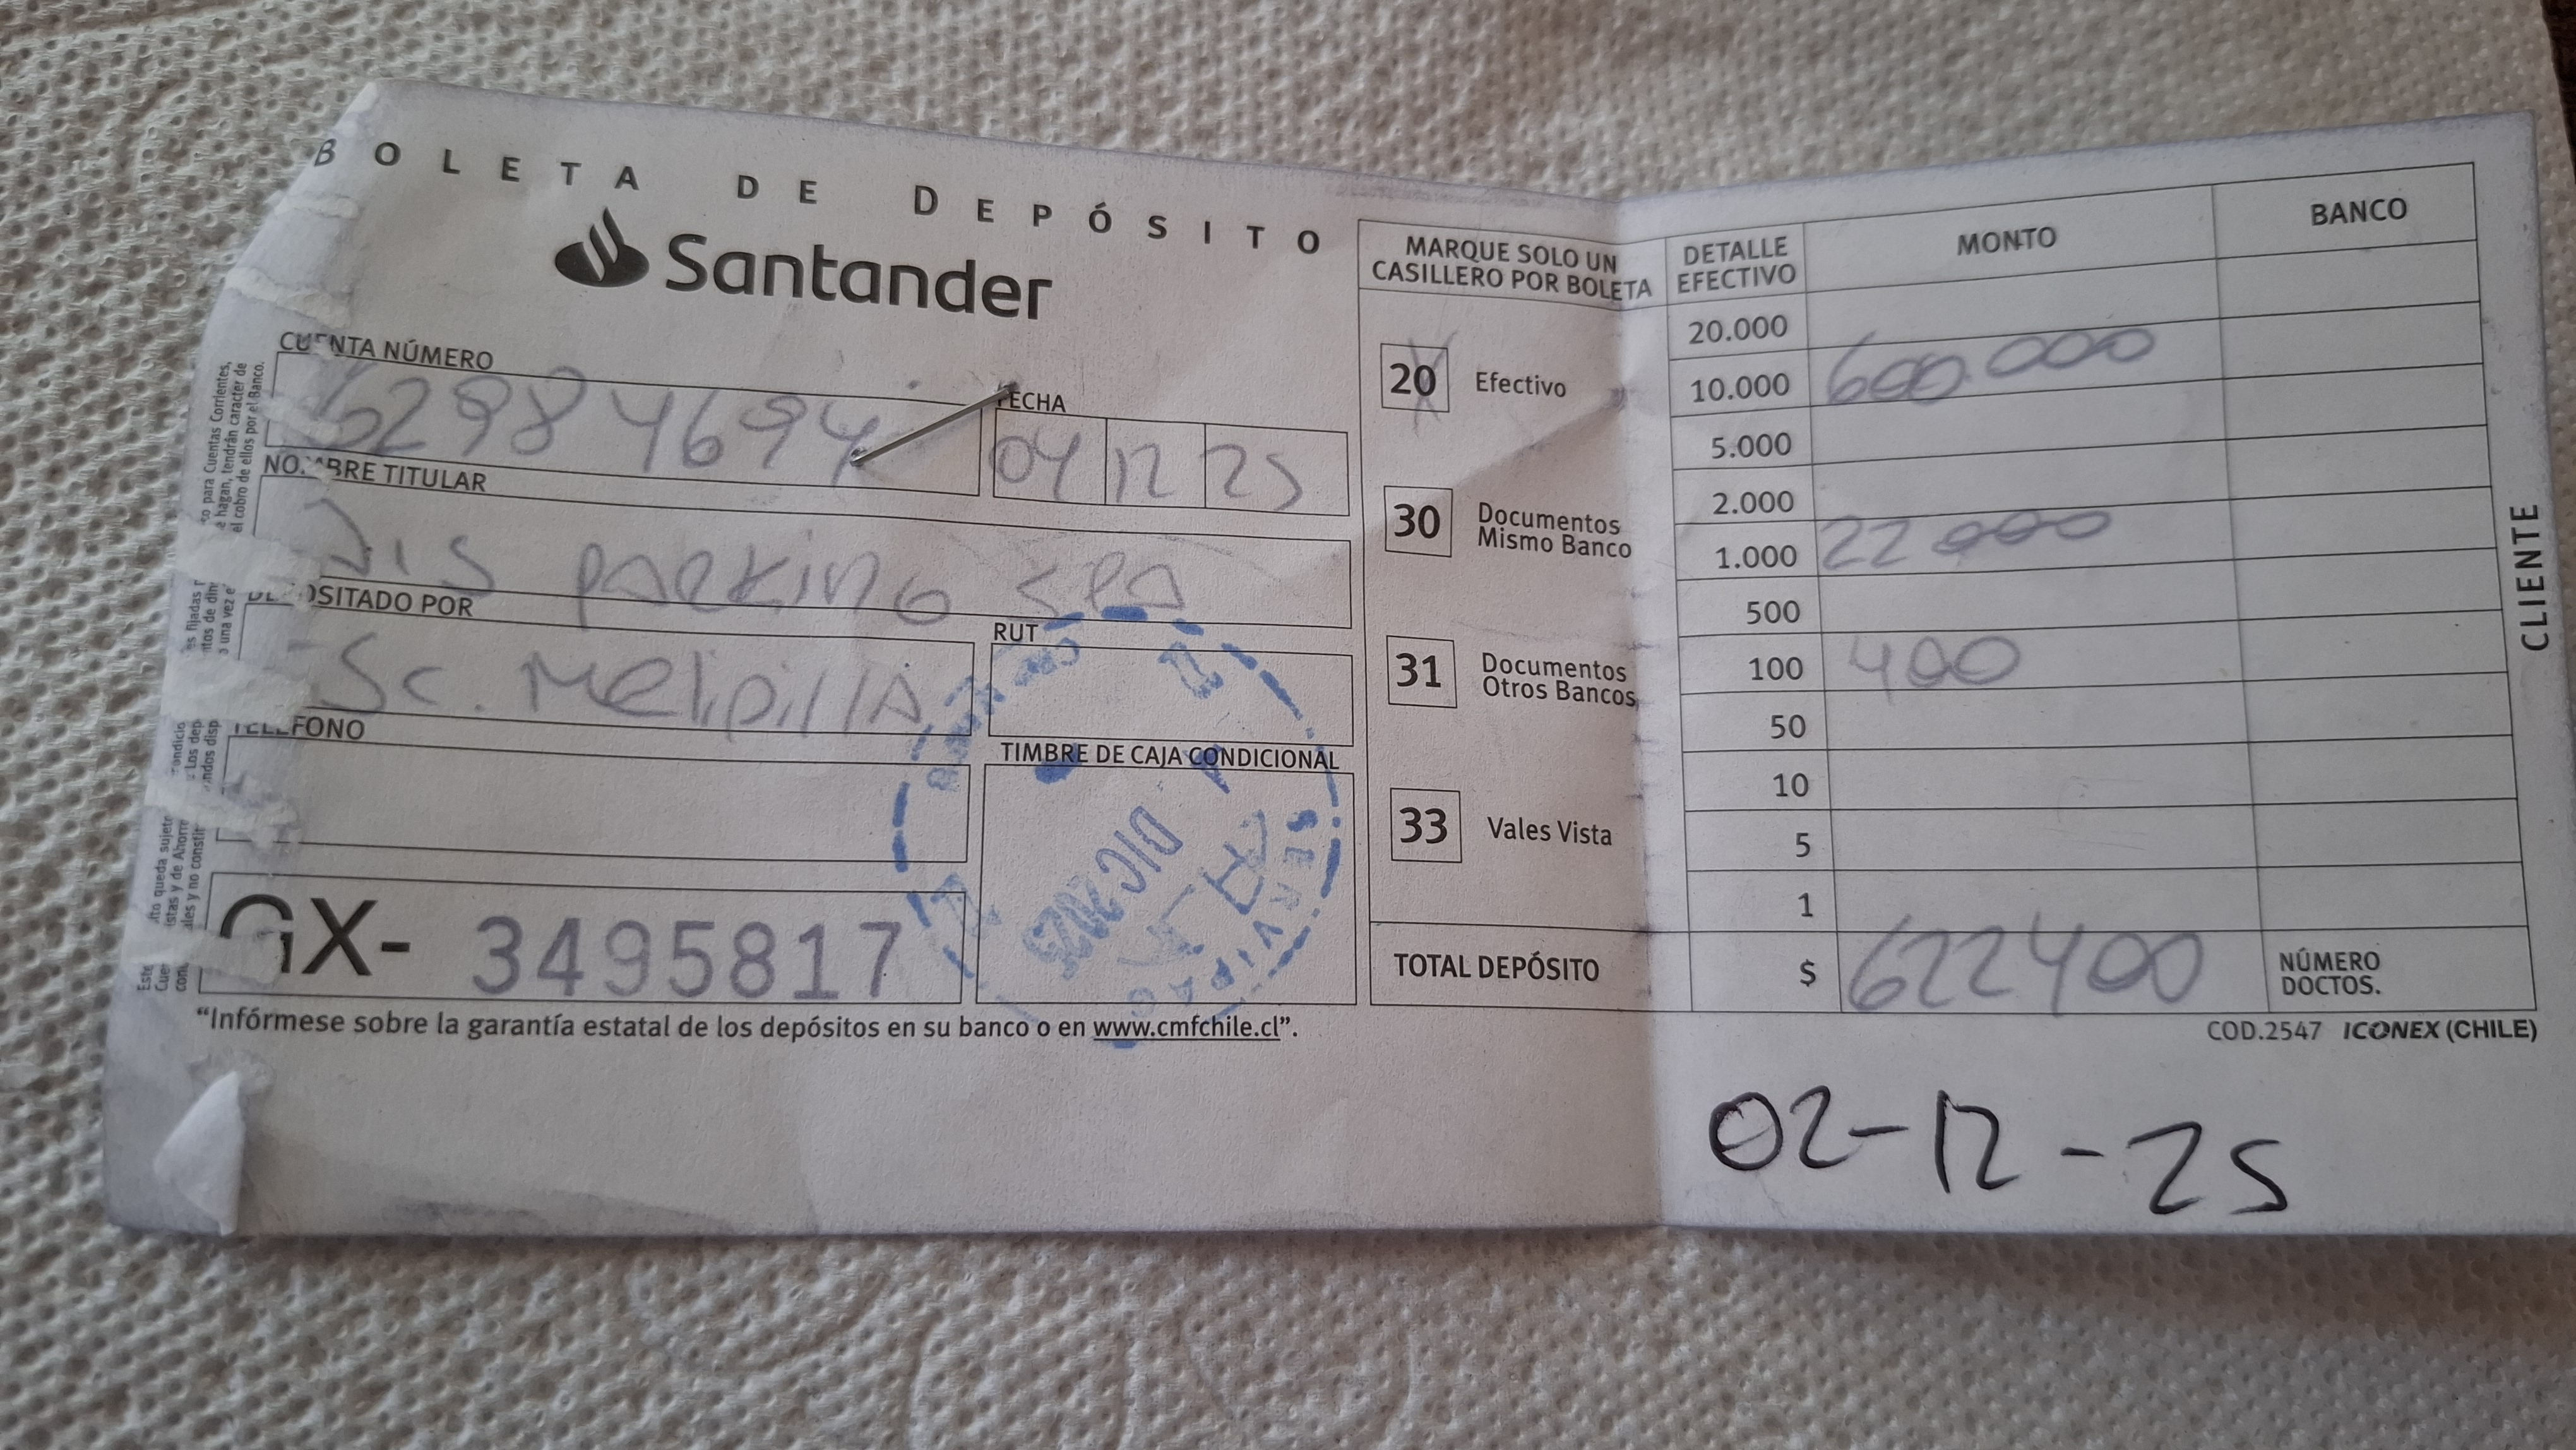 BOLETA DE DEPÓSITO
Santander
CUENTA NÚMERO
62984694
FECHA
04 12 25
NOMBRE TITULAR
Jis parking spa
DEPOSITADO POR
Sc. Melipilla
RUT
TELÉFONO
TIMBRE DE CAJA CONDICIONAL
DIC 2025
SERVIPAG
GX- 3495817
“Infórmese sobre la garantía estatal de los depósitos en su banco o en www.cmfchile.cl”.
MARQUE SOLO UN
CASILLERO POR BOLETA
20 Efectivo
30 Documentos
Mismo Banco
31 Documentos
Otros Bancos
33 Vales Vista
TOTAL DEPÓSITO
DETALLE
EFECTIVO
MONTO
BANCO
20.000
10.000 600.000
5.000
2.000
1.000 22000
500
100 400
50
10
5
1
$ 622400
NÚMERO
DOCTOS.
CLIENTE
COD.2547 ICONEX (CHILE)
02-12-25